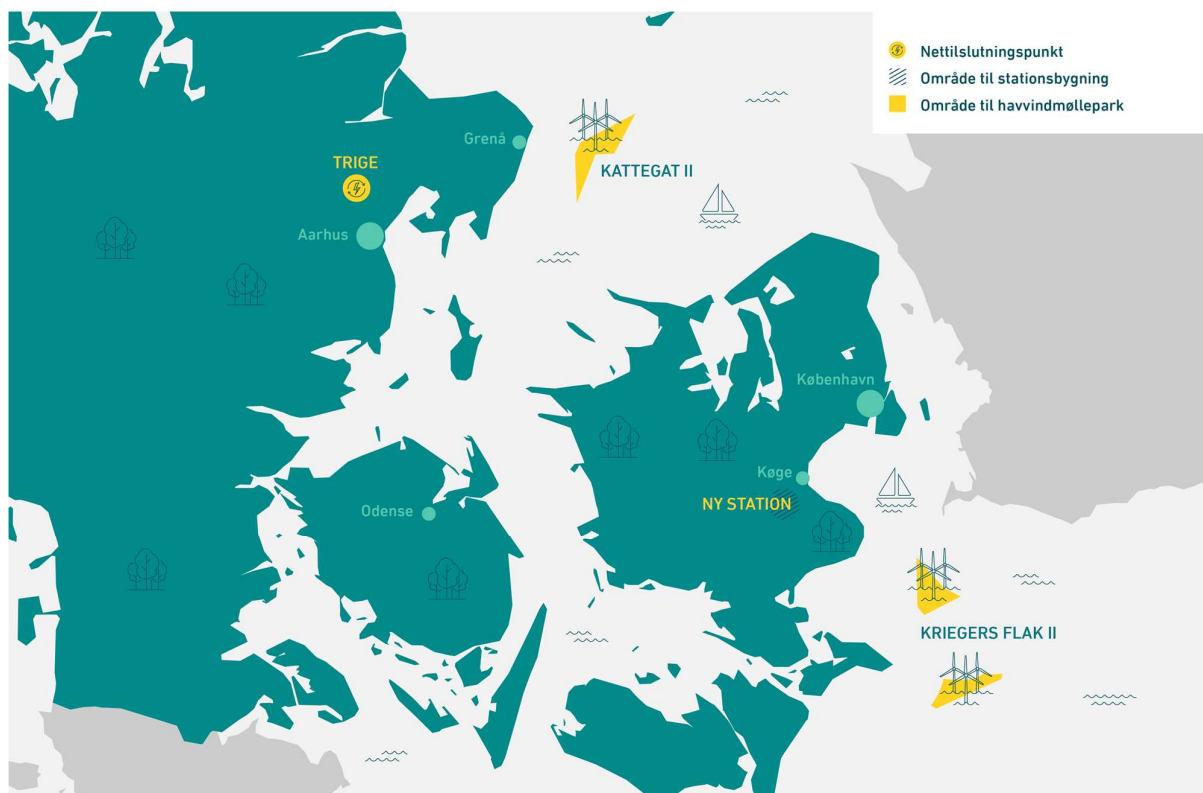 Nettilslutningspunkt
Område til stationsbygning
Område til havvindmøllepark
Grenå
TRIGE
KATTEGAT II
Aarhus
København
Køge
NY STATION
Odense
KRIEGERS FLAK II